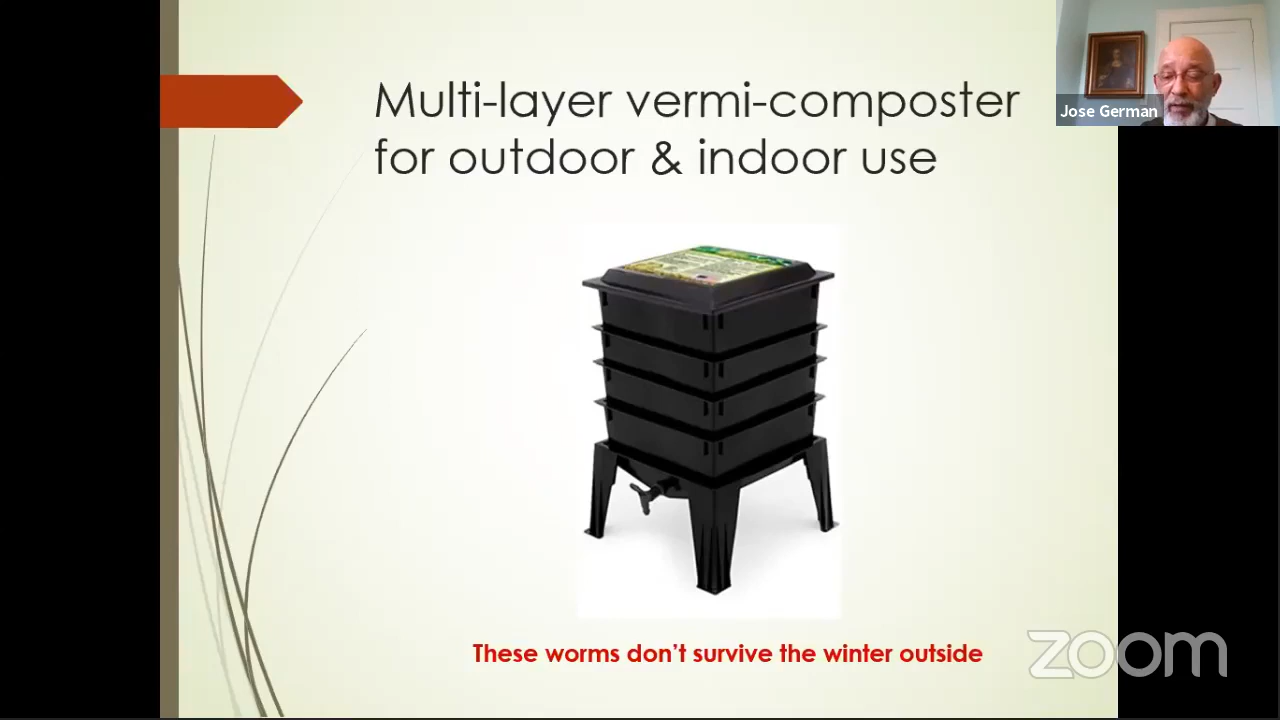 Multi-layer vermi-composter
for outdoor & indoor use
Jose German
These worms don't survive the winter outside
zoom